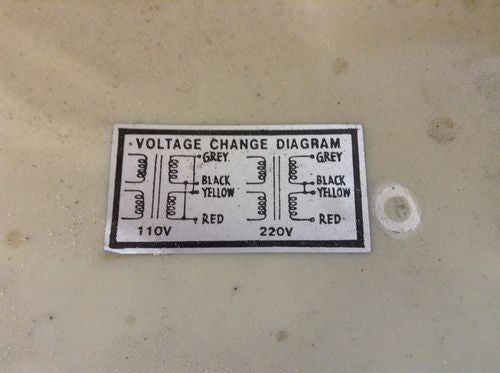 VOLTAGE CHANGE DIAGRAM
GREY GREY
BLACK BLACK
YELLOW YELLOW
RED RED
110V 220V